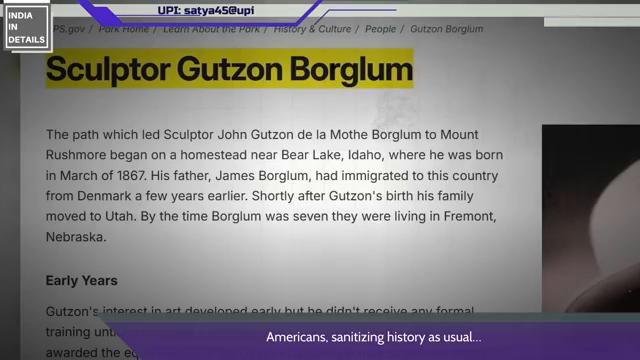 INDIA
IN
DETAILS
UPI: satya45@upi
PS.gov / Park Home / Learn About the Park / History & Culture / People / Gutzon Borglum
Sculptor Gutzon Borglum
The path which led Sculptor John Gutzon de la Mothe Borglum to Mount
Rushmore began on a homestead near Bear Lake, Idaho, where he was born
in March of 1867. His father, James Borglum, had immigrated to this country
from Denmark a few years earlier. Shortly after Gutzon's birth his family
moved to Utah. By the time Borglum was seven they were living in Fremont,
Nebraska.
Early Years
Gutzon's interest in art developed early but he didn't receive any formal
training
awarded the
Americans, sanitizing history as usual...